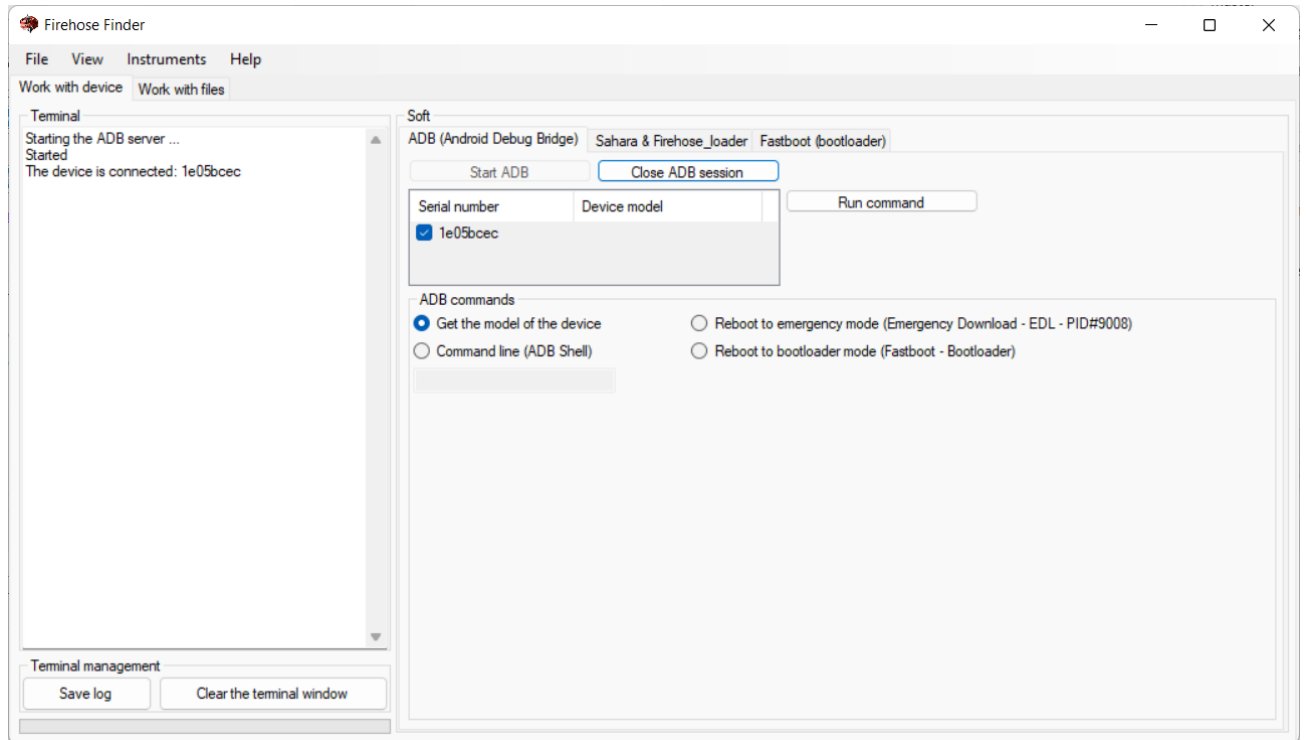 Firehose Finder
File View Instruments Help
Work with device Work with files
Terminal
Starting the ADB server ...
Started
The device is connected: 1e05bcec
Terminal management
Save log Clear the terminal window
Soft
ADB (Android Debug Bridge) Sahara & Firehose_loader Fastboot (bootloader)
Start ADB Close ADB session
Serial number Device model Run command
1e05bcec
ADB commands
Get the model of the device Reboot to emergency mode (Emergency Download - EDL - PID#9008)
Command line (ADB Shell) Reboot to bootloader mode (Fastboot - Bootloader)